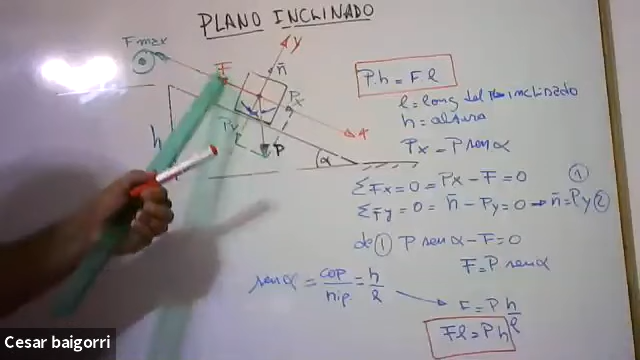 PLANO INCLINADO
F max
F
y
n̄
Px
x
Py
P
h
α
P.h = F l
l = long del inclinado
h = altura
Px = P sen α
ΣFx = 0 = Px - F = 0 ①
ΣFy = 0 = n̄ - Py = 0 → n̄ = Py ②
de ① P sen α - F = 0
F = P sen α
sen α = cop/hip. = h/l
F = P h/l
F l = P h
Cesar baigorri